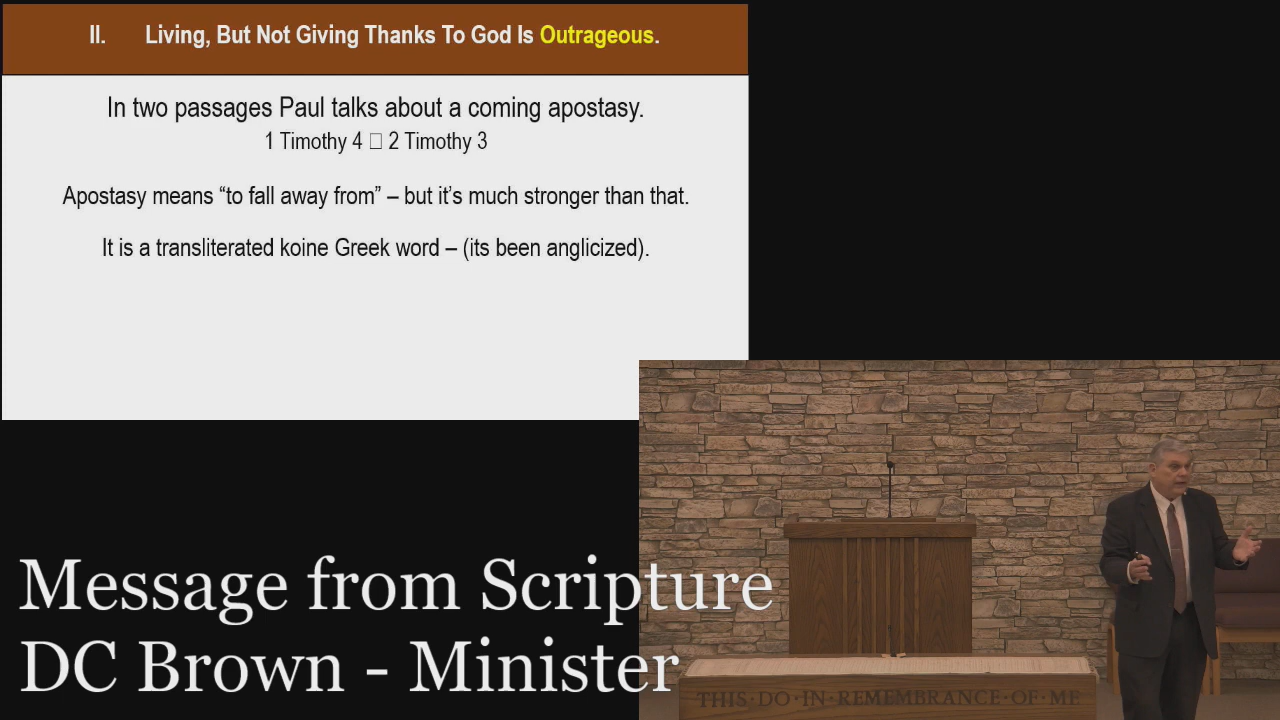 II. Living, But Not Giving Thanks To God Is Outrageous.
In two passages Paul talks about a coming apostasy.
1 Timothy 4 □ 2 Timothy 3
Apostasy means “to fall away from” – but it’s much stronger than that.
It is a transliterated koine Greek word – (its been anglicized).
Message from Scripture
DC Brown - Minister
THIS·DO·IN·REMEMBRANCE·OF·ME